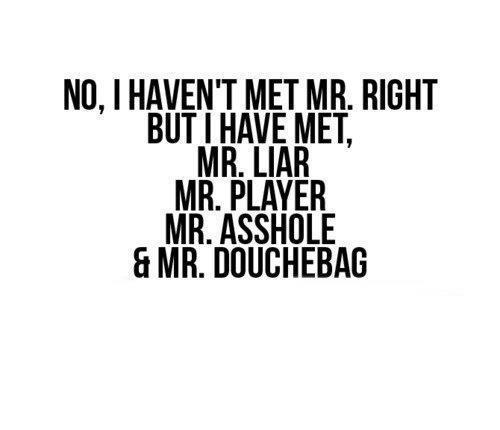 NO, I HAVEN'T MET MR. RIGHT
BUT I HAVE MET,
MR. LIAR
MR. PLAYER
MR. ASSHOLE
& MR. DOUCHEBAG